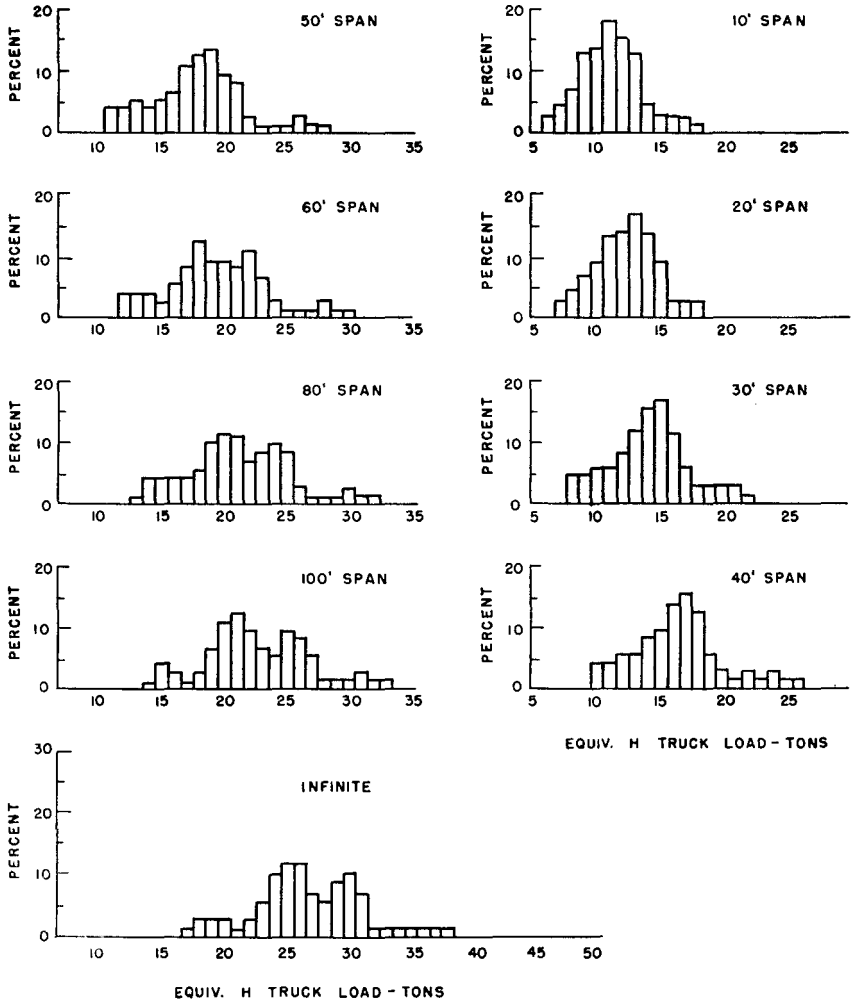 PERCENT
20
10
0
50' SPAN
10 15 20 25 30 35
PERCENT
20
10
0
10' SPAN
5 10 15 20 25
PERCENT
20
10
0
60' SPAN
10 15 20 25 30 35
PERCENT
20
10
0
20' SPAN
5 10 15 20 25
PERCENT
20
10
0
80' SPAN
10 15 20 25 30 35
PERCENT
20
10
0
30' SPAN
5 10 15 20 25
PERCENT
20
10
0
100' SPAN
10 15 20 25 30 35
PERCENT
20
10
0
40' SPAN
5 10 15 20 25
EQUIV. H TRUCK LOAD-TONS
PERCENT
30
20
10
0
INFINITE
10 15 20 25 30 35 40 45 50
EQUIV. H TRUCK LOAD-TONS